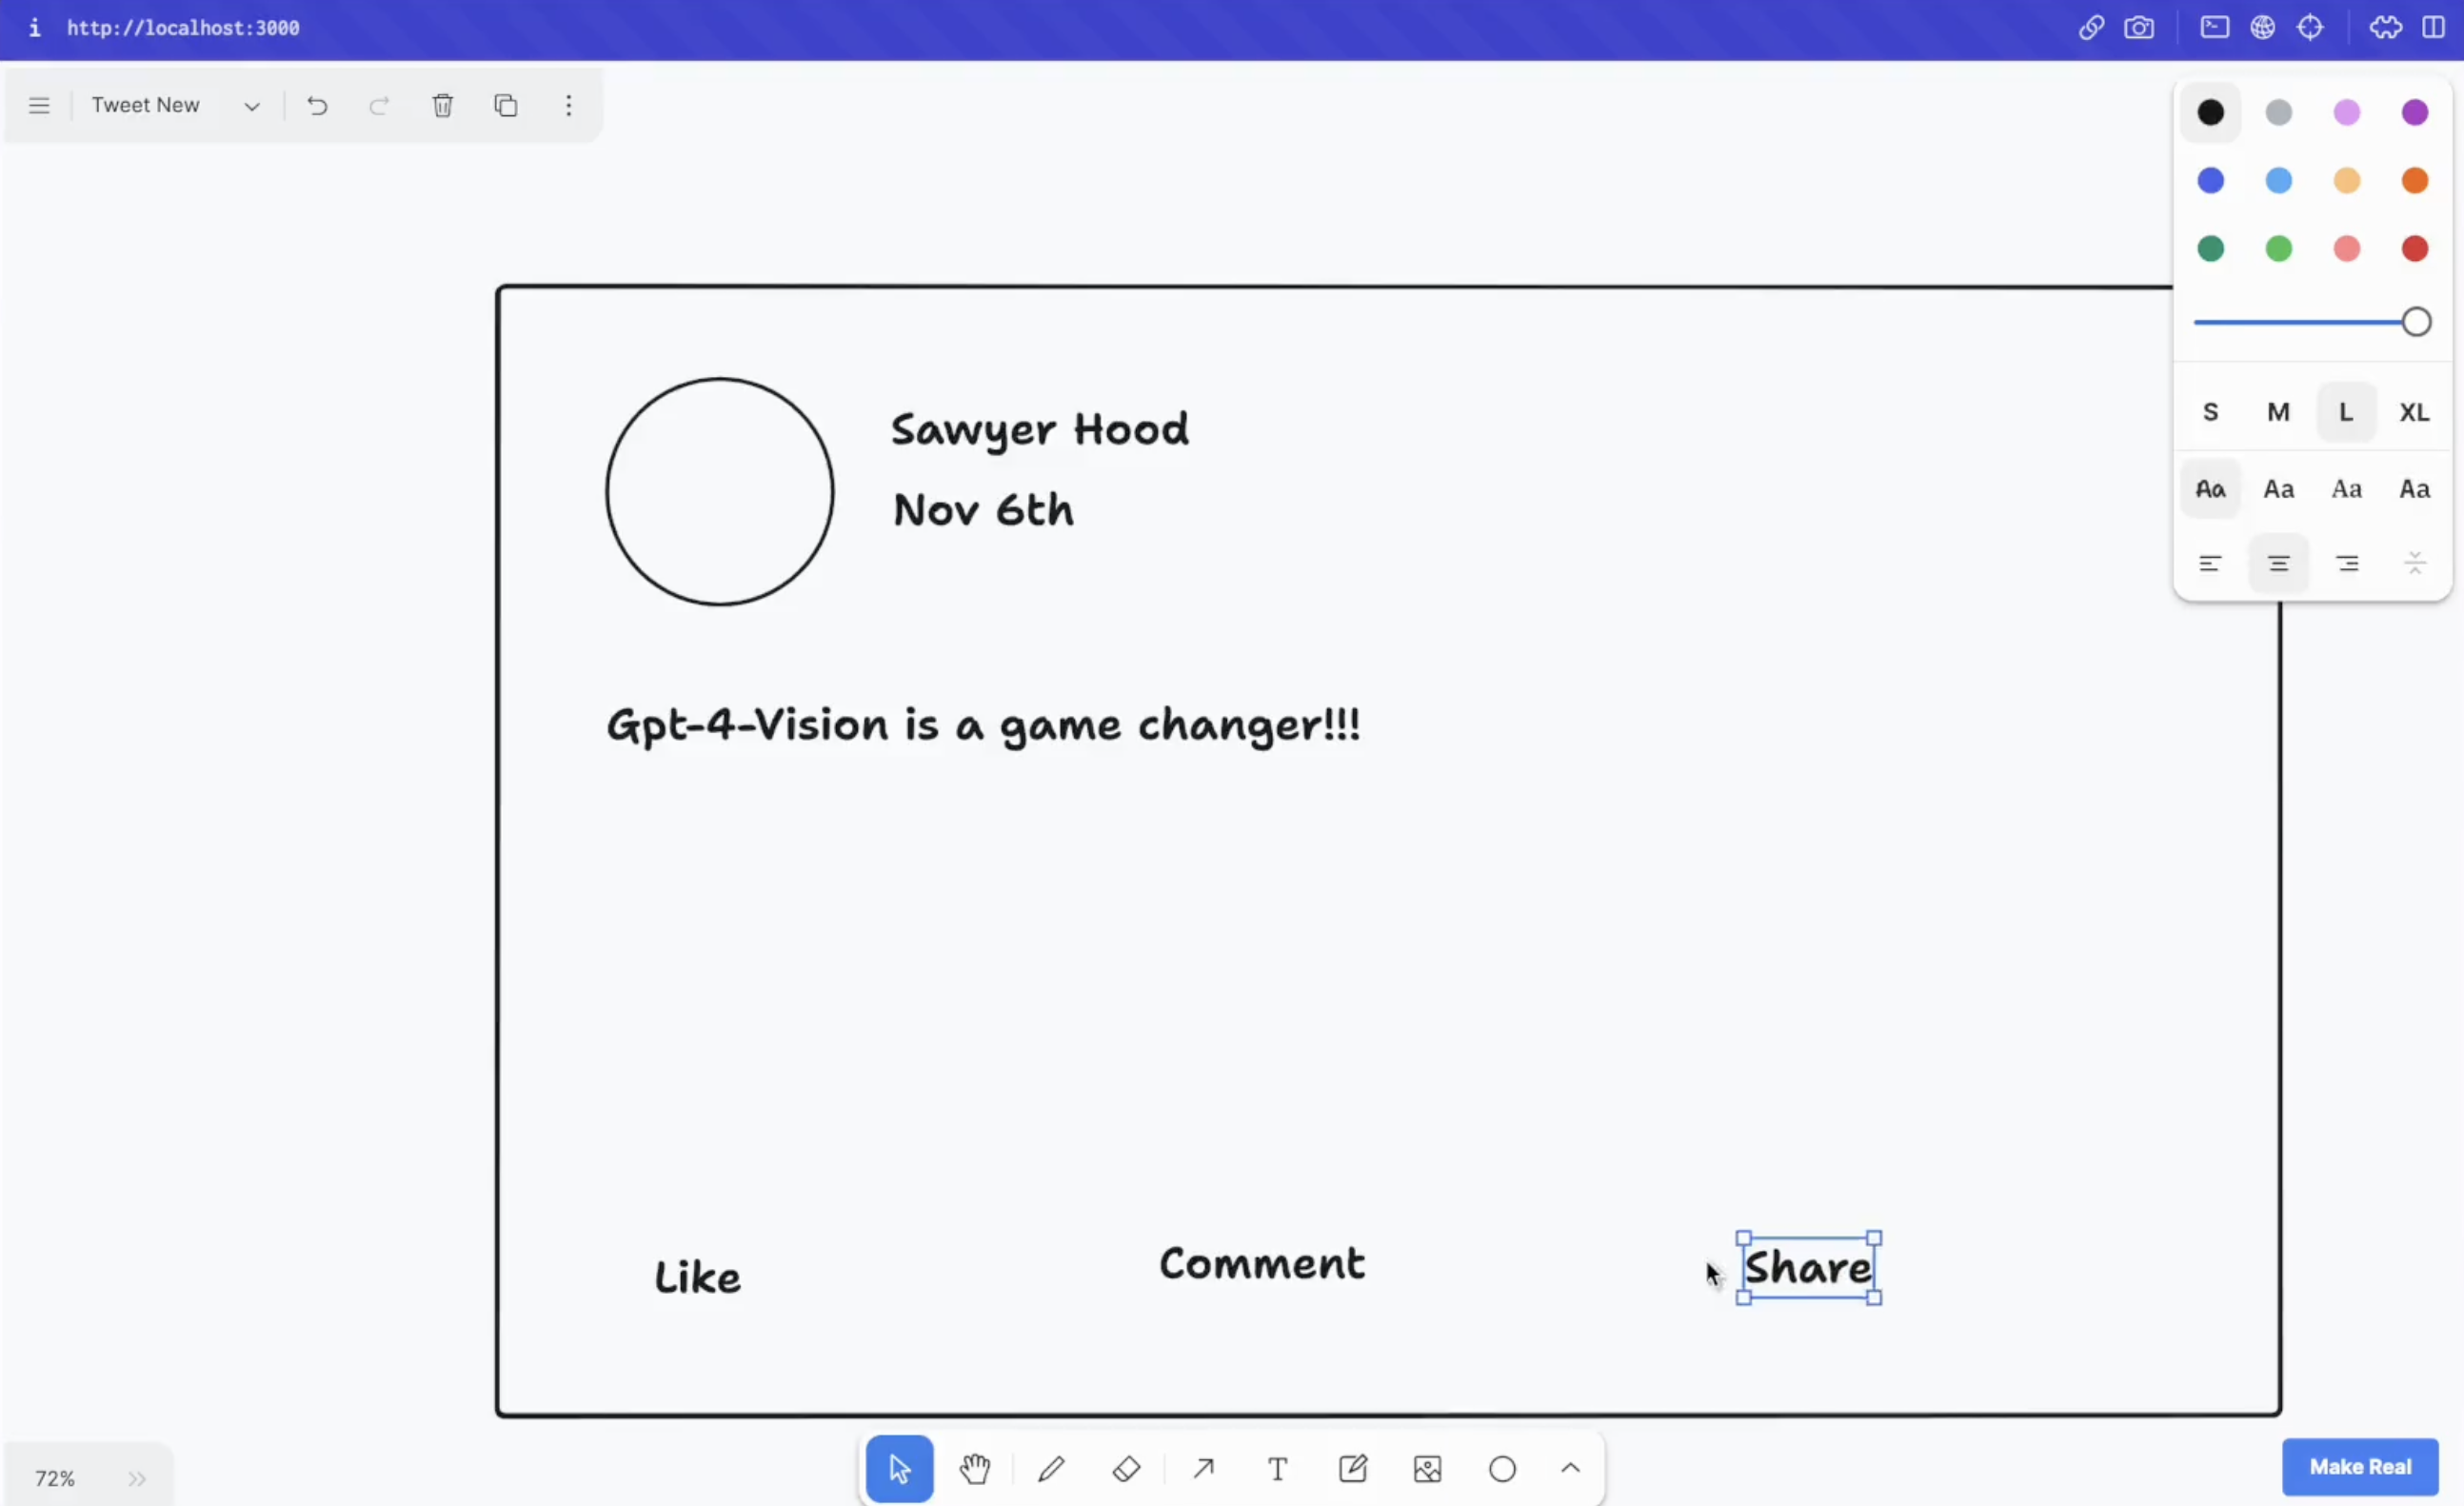 http://localhost:3000
Tweet New
S M L XL
Aa Aa Aa Aa
Sawyer Hood
Nov 6th
Gpt-4-Vision is a game changer!!!
Like
Comment
Share
72%
T
Make Real